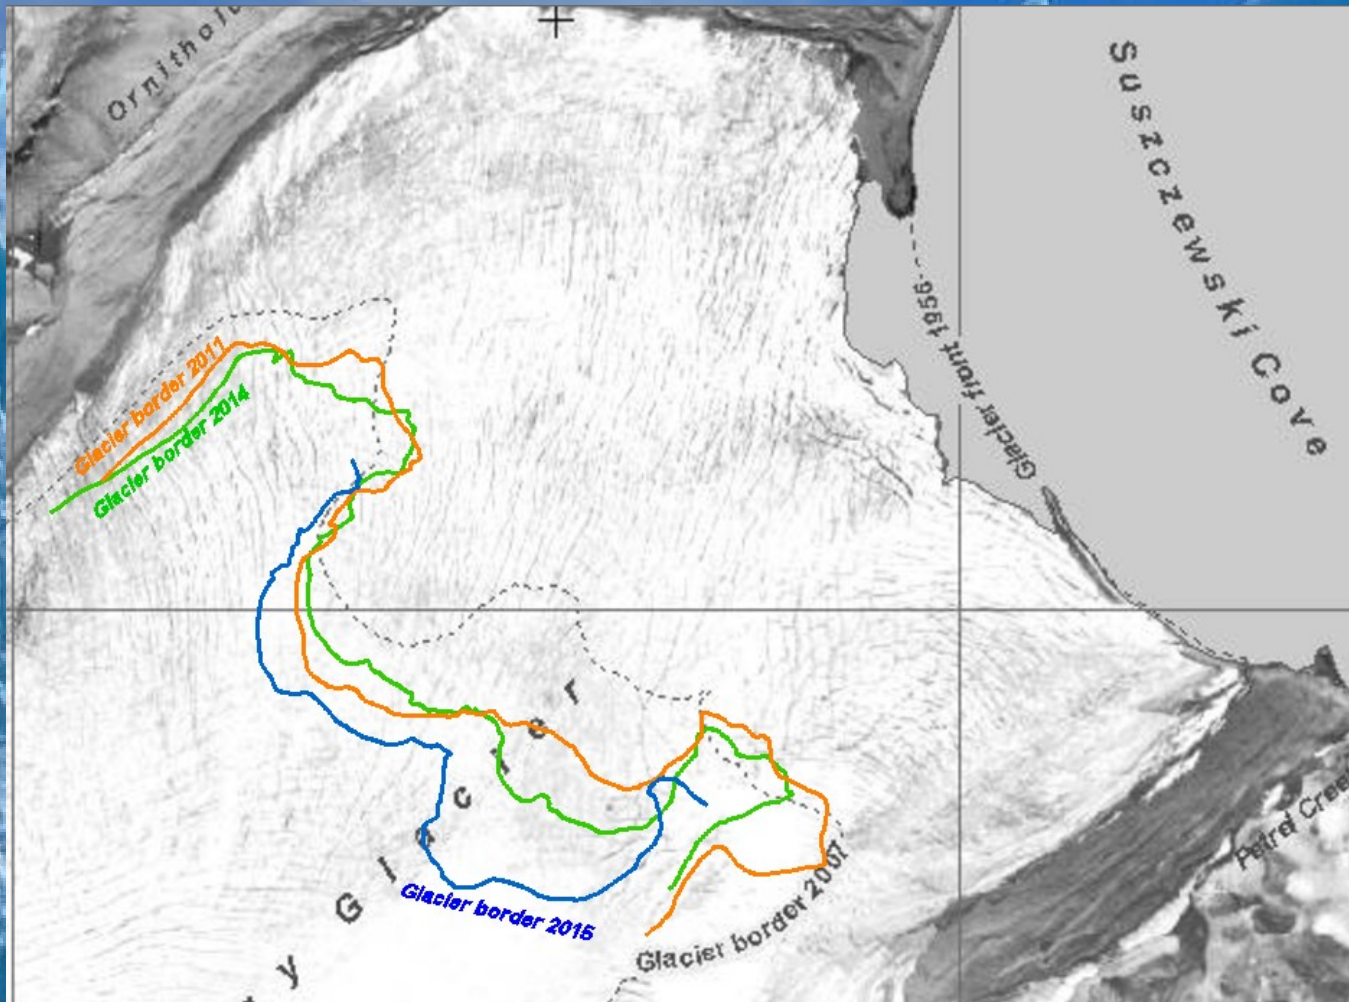 Ornithol
Suszczewski Cove
Glacier front 1956
Glacier border 2011
Glacier border 2014
y Glacier
Glacier border 2015
Glacier border 2007
Petrel Cree